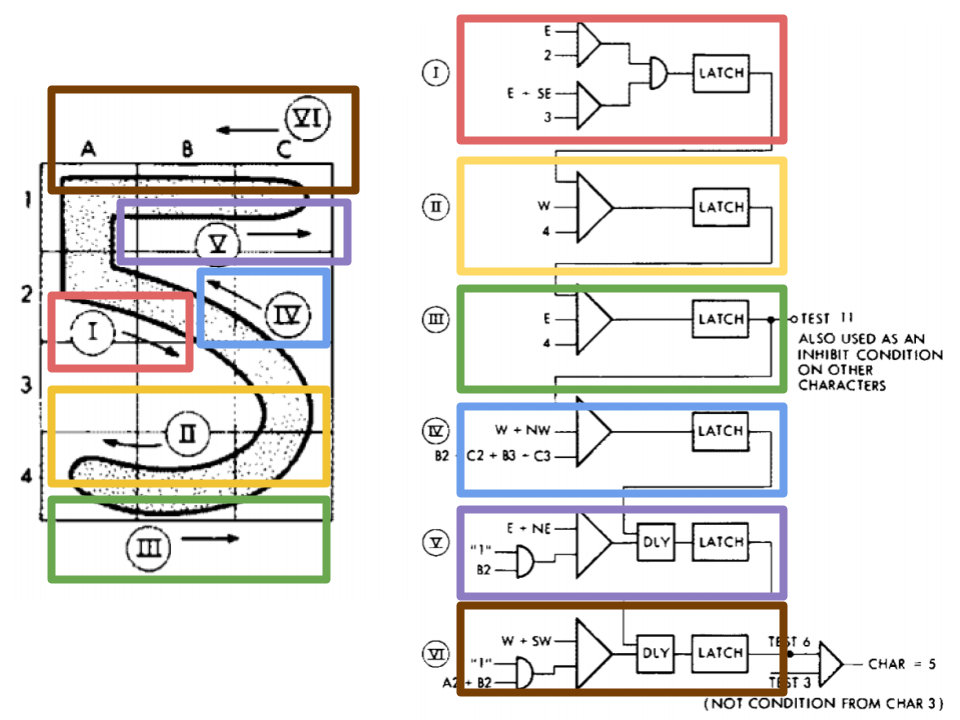 VI
A B C
1
V
2
IV
I
3
II
4
III
I
E
2
E + SE
3
LATCH
II
W
4
LATCH
III
E
4
LATCH
TEST 11
ALSO USED AS AN
INHIBIT CONDITION
ON OTHER
CHARACTERS
IV
W + NW
B2 + C2 + B3 + C3
LATCH
V
E + NE
"1"
B2
DLY
LATCH
VI
W + SW
"1"
A2 + B2
DLY
LATCH
TEST 6
TEST 3
CHAR = 5
(NOT CONDITION FROM CHAR 3)